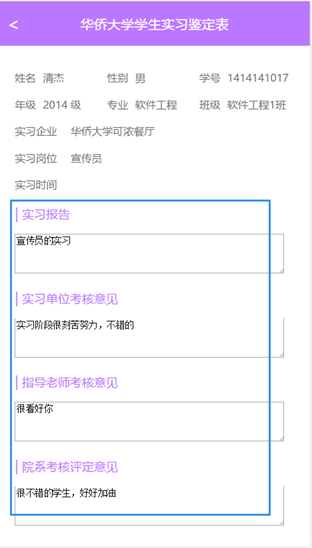 < 华侨大学学生实习鉴定表
姓名 清杰 性别 男 学号 1414141017
年级 2014 级 专业 软件工程 班级 软件工程1班
实习企业 华侨大学可浓餐厅
实习岗位 宣传员
实习时间
实习报告
宣传员的实习
实习单位考核意见
实习阶段很刻苦努力，不错的
指导老师考核意见
很看好你
院系考核评定意见
很不错的学生，好好加油